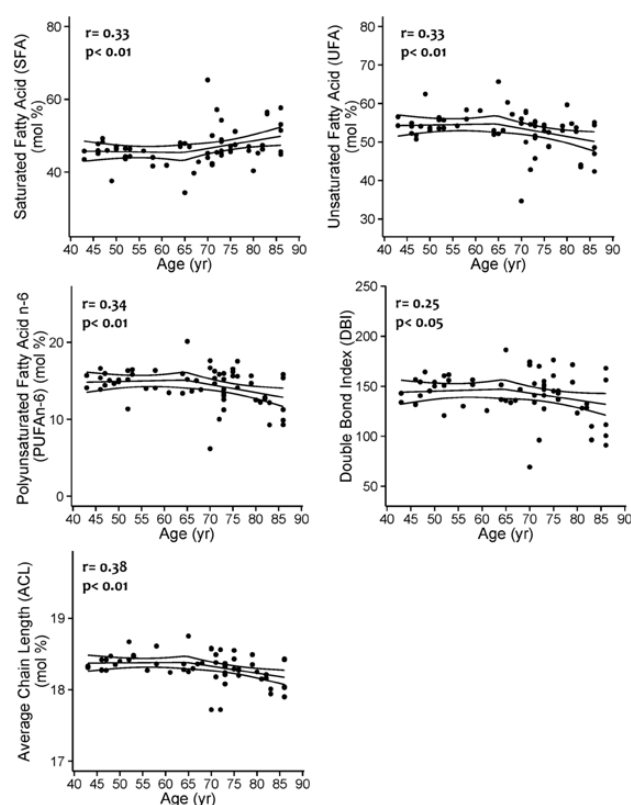 r= 0.33
p< 0.01
Saturated Fatty Acid (SFA)
(mol %)
80
60
40
40 45 50 55 60 65 70 75 80 85 90
Age (yr)
r= 0.33
p< 0.01
Unsaturated Fatty Acid (UFA)
(mol %)
80
70
60
50
40
30
40 45 50 55 60 65 70 75 80 85 90
Age (yr)
r= 0.34
p< 0.01
Polyunsaturated Fatty Acid n-6
(PUFAn-6) (mol %)
20
10
0
40 45 50 55 60 65 70 75 80 85 90
Age (yr)
r= 0.25
p< 0.05
Double Bond Index (DBI)
250
200
150
100
50
40 45 50 55 60 65 70 75 80 85 90
Age (yr)
r= 0.38
p< 0.01
Average Chain Length (ACL)
(mol %)
19
18
17
40 45 50 55 60 65 70 75 80 85 90
Age (yr)